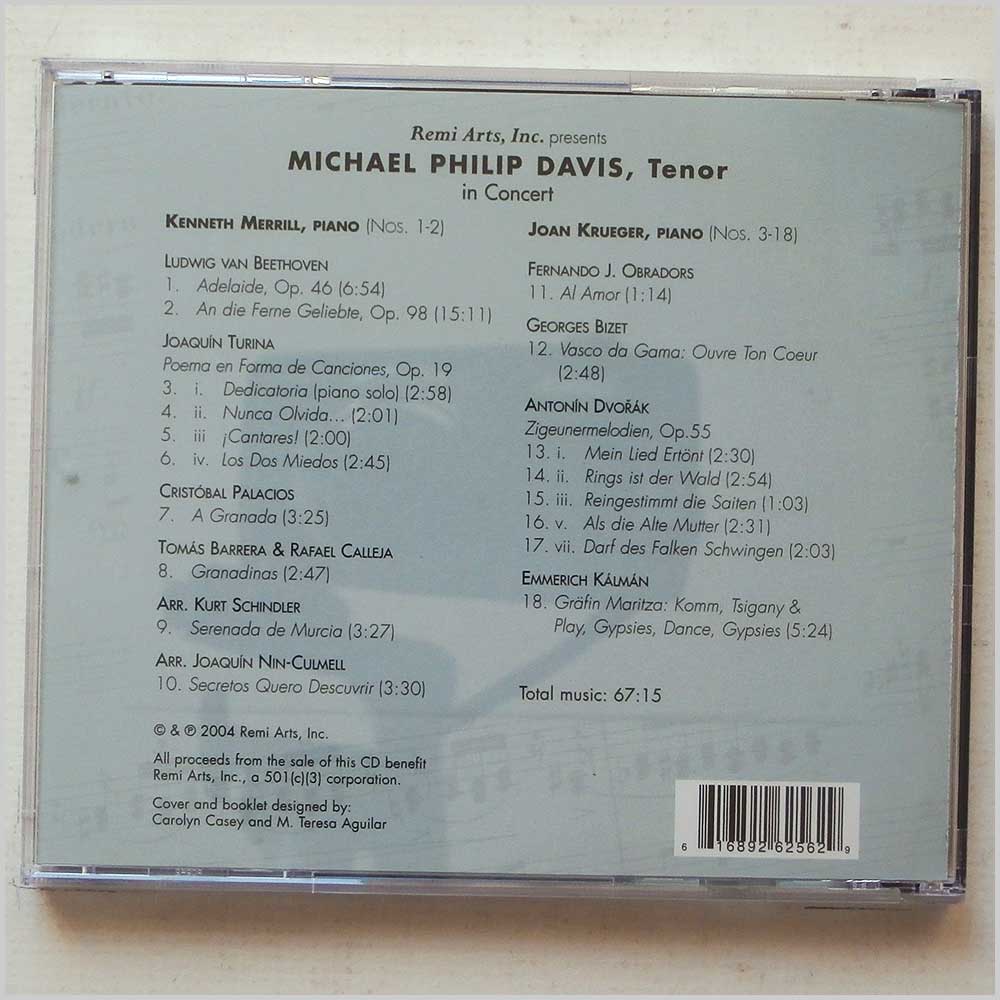 Remi Arts, Inc. presents
MICHAEL PHILIP DAVIS, Tenor
in Concert
KENNETH MERRILL, PIANO (Nos. 1-2)
LUDWIG VAN BEETHOVEN
1. Adelaide, Op. 46 (6:54)
2. An die Ferne Geliebte, Op. 98 (15:11)
JOAQUÍN TURINA
Poema en Forma de Canciones, Op. 19
3. i. Dedicatoria (piano solo) (2:58)
4. ii. Nunca Olvida... (2:01)
5. iii ¡Cantares! (2:00)
6. iv. Los Dos Miedos (2:45)
CRISTÓBAL PALACIOS
7. A Granada (3:25)
TOMÁS BARRERA & RAFAEL CALLEJA
8. Granadinas (2:47)
ARR. KURT SCHINDLER
9. Serenada de Murcia (3:27)
ARR. JOAQUÍN NIN-CULMELL
10. Secretos Quero Descuvrir (3:30)
JOAN KRUEGER, PIANO (Nos. 3-18)
FERNANDO J. OBRADORS
11. Al Amor (1:14)
GEORGES BIZET
12. Vasco da Gama: Ouvre Ton Coeur
(2:48)
ANTONÍN DVOŘÁK
Zigeunermelodien, Op.55
13. i. Mein Lied Ertönt (2:30)
14. ii. Rings ist der Wald (2:54)
15. iii. Reingestimmt die Saiten (1:03)
16. v. Als die Alte Mutter (2:31)
17. vii. Darf des Falken Schwingen (2:03)
EMMERICH KÁLMÁN
18. Gräfin Maritza: Komm, Tsigany &
Play, Gypsies, Dance, Gypsies (5:24)
Total music: 67:15
© & ℗ 2004 Remi Arts, Inc.
All proceeds from the sale of this CD benefit
Remi Arts, Inc., a 501(c)(3) corporation.
Cover and booklet designed by:
Carolyn Casey and M. Teresa Aguilar
6 16892 62562 9